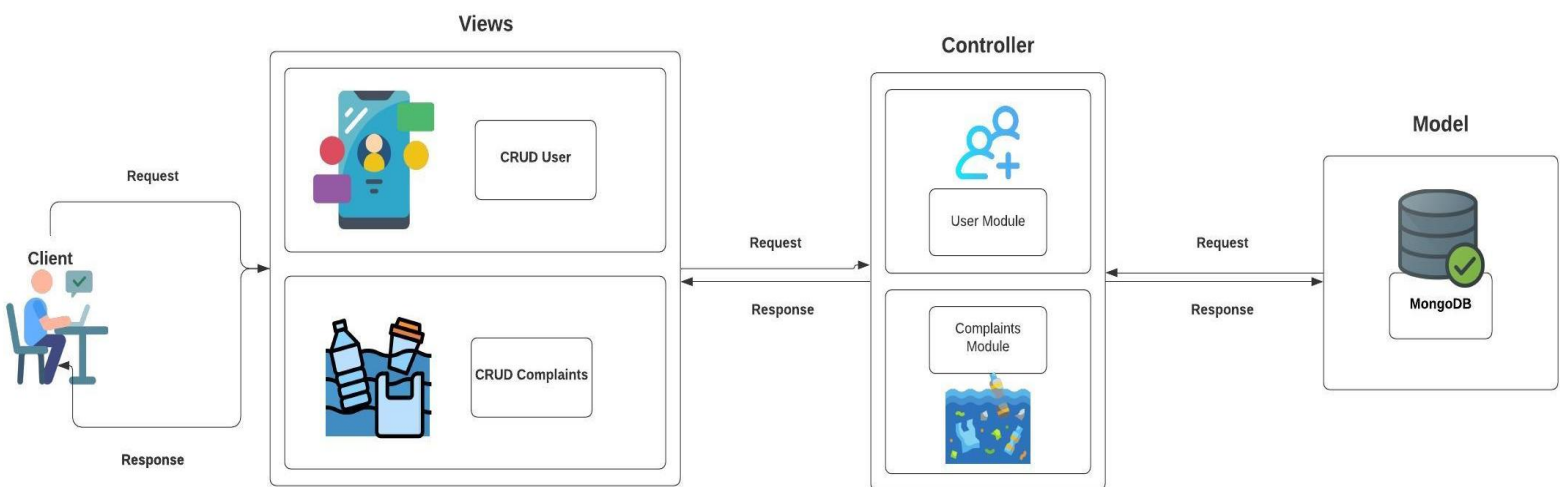 Views
Controller
Model
CRUD User
Request
User Module
Request
Request
Client
MongoDB
Response
Response
Complaints
Module
CRUD Complaints
Response